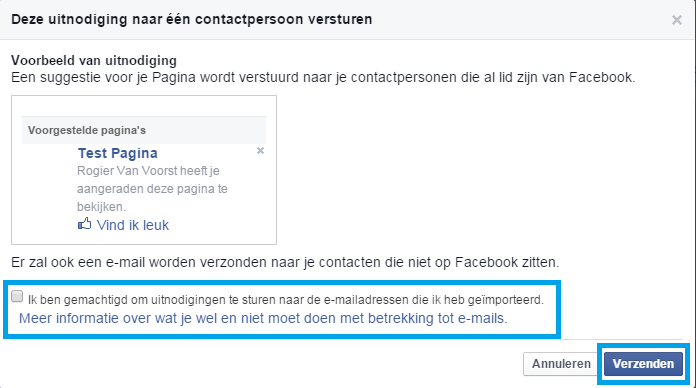 Deze uitnodiging naar één contactpersoon versturen
Voorbeeld van uitnodiging
Een suggestie voor je Pagina wordt verstuurd naar je contactpersonen die al lid zijn van Facebook.
Voorgestelde pagina's
Test Pagina
Rogier Van Voorst heeft je
aangeraden deze pagina te
bekijken.
Vind ik leuk
Er zal ook een e-mail worden verzonden naar je contacten die niet op Facebook zitten.
Ik ben gemachtigd om uitnodigingen te sturen naar de e-mailadressen die ik heb geïmporteerd.
Meer informatie over wat je wel en niet moet doen met betrekking tot e-mails.
Annuleren Verzenden